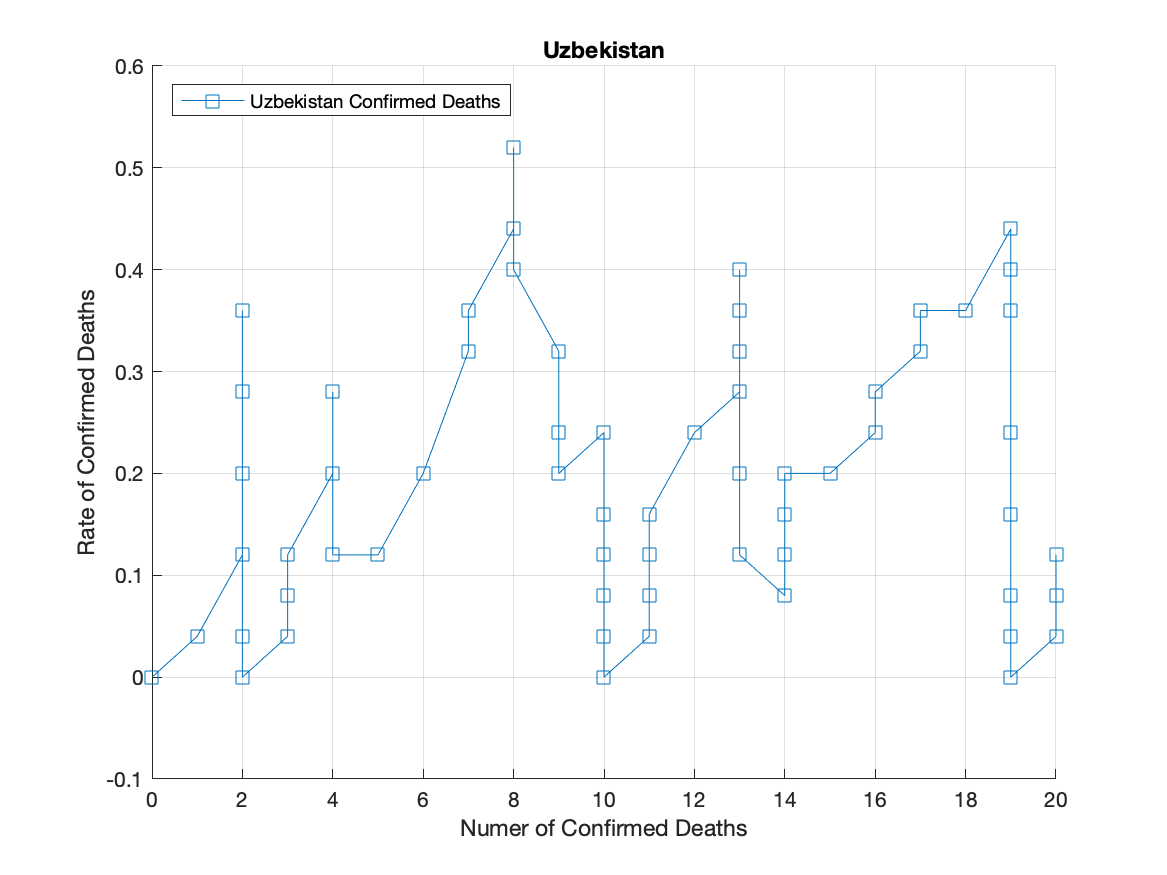 Uzbekistan
Uzbekistan Confirmed Deaths
0.6
0.5
0.4
0.3
0.2
0.1
0
-0.1
Rate of Confirmed Deaths
0 2 4 6 8 10 12 14 16 18 20
Numer of Confirmed Deaths